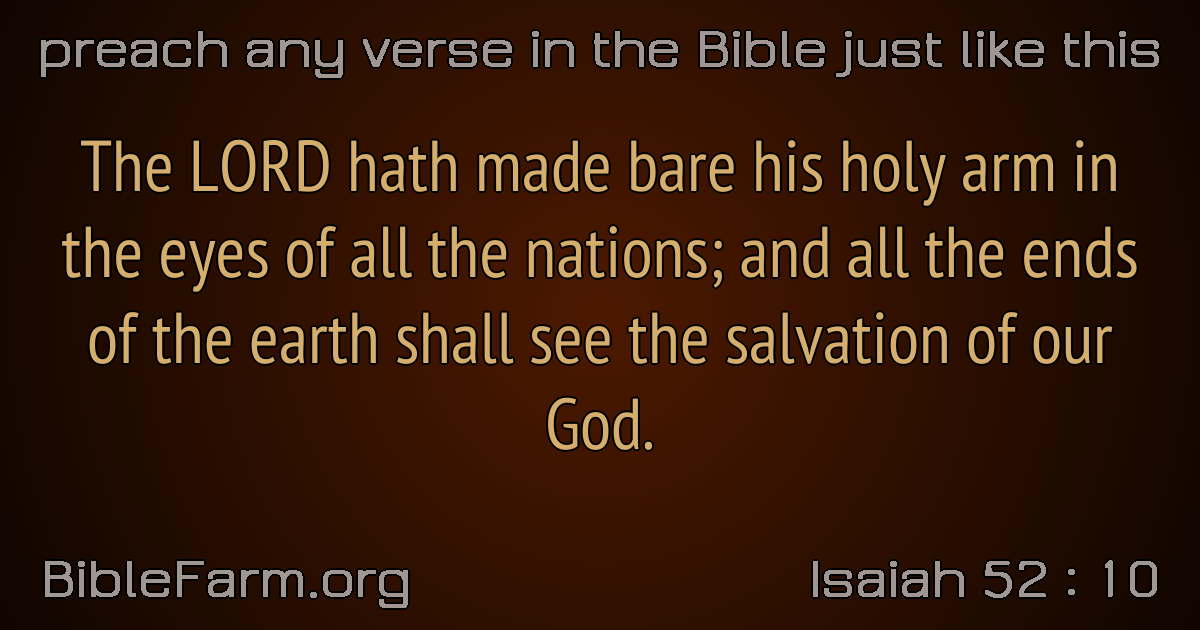 preach any verse in the Bible just like this
The LORD hath made bare his holy arm in
the eyes of all the nations; and all the ends
of the earth shall see the salvation of our
God.
BibleFarm.org
Isaiah 52 : 10